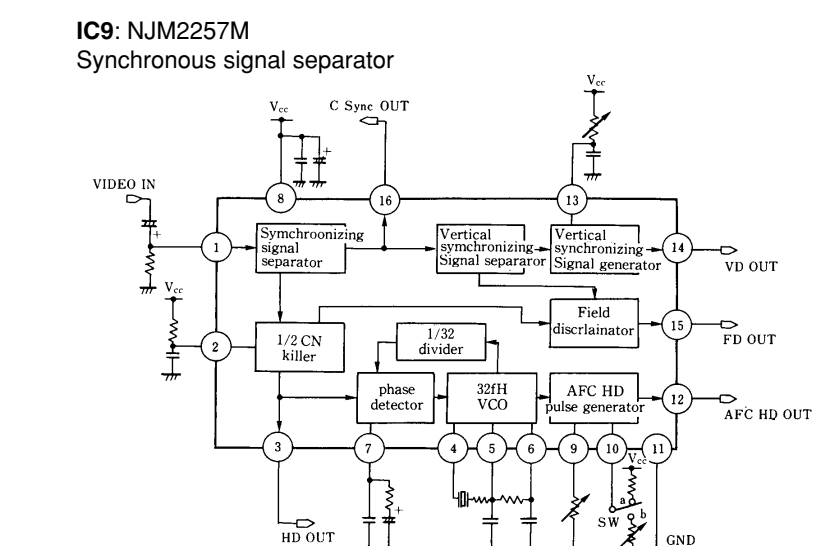 IC9: NJM2257M
Synchronous signal separator
Vcc
Vcc
C Sync OUT
VIDEO IN
8
16
13
+
+
1
Symchroonizing
signal
separator
Vertical
symchronizing
Signal separaror
Vertical
synchronizing
Signal generator
14
VD OUT
Vcc
2
1/2 CN
killer
1/32
divider
Field
discrlainator
15
FD OUT
phase
detector
32fH
VCO
AFC HD
pulse generator
12
AFC HD OUT
3
7
4
5
6
9
10
11
Vcc
+
a
b
SW
HD OUT
GND